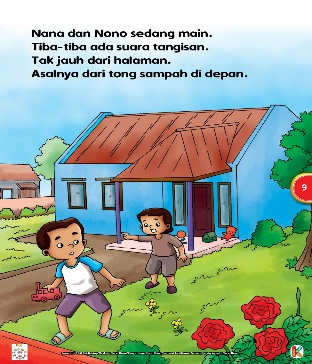 Nana dan Nono sedang main.
Tiba-tiba ada suara tangisan.
Tak jauh dari halaman.
Asalnya dari tong sampah di depan.
9